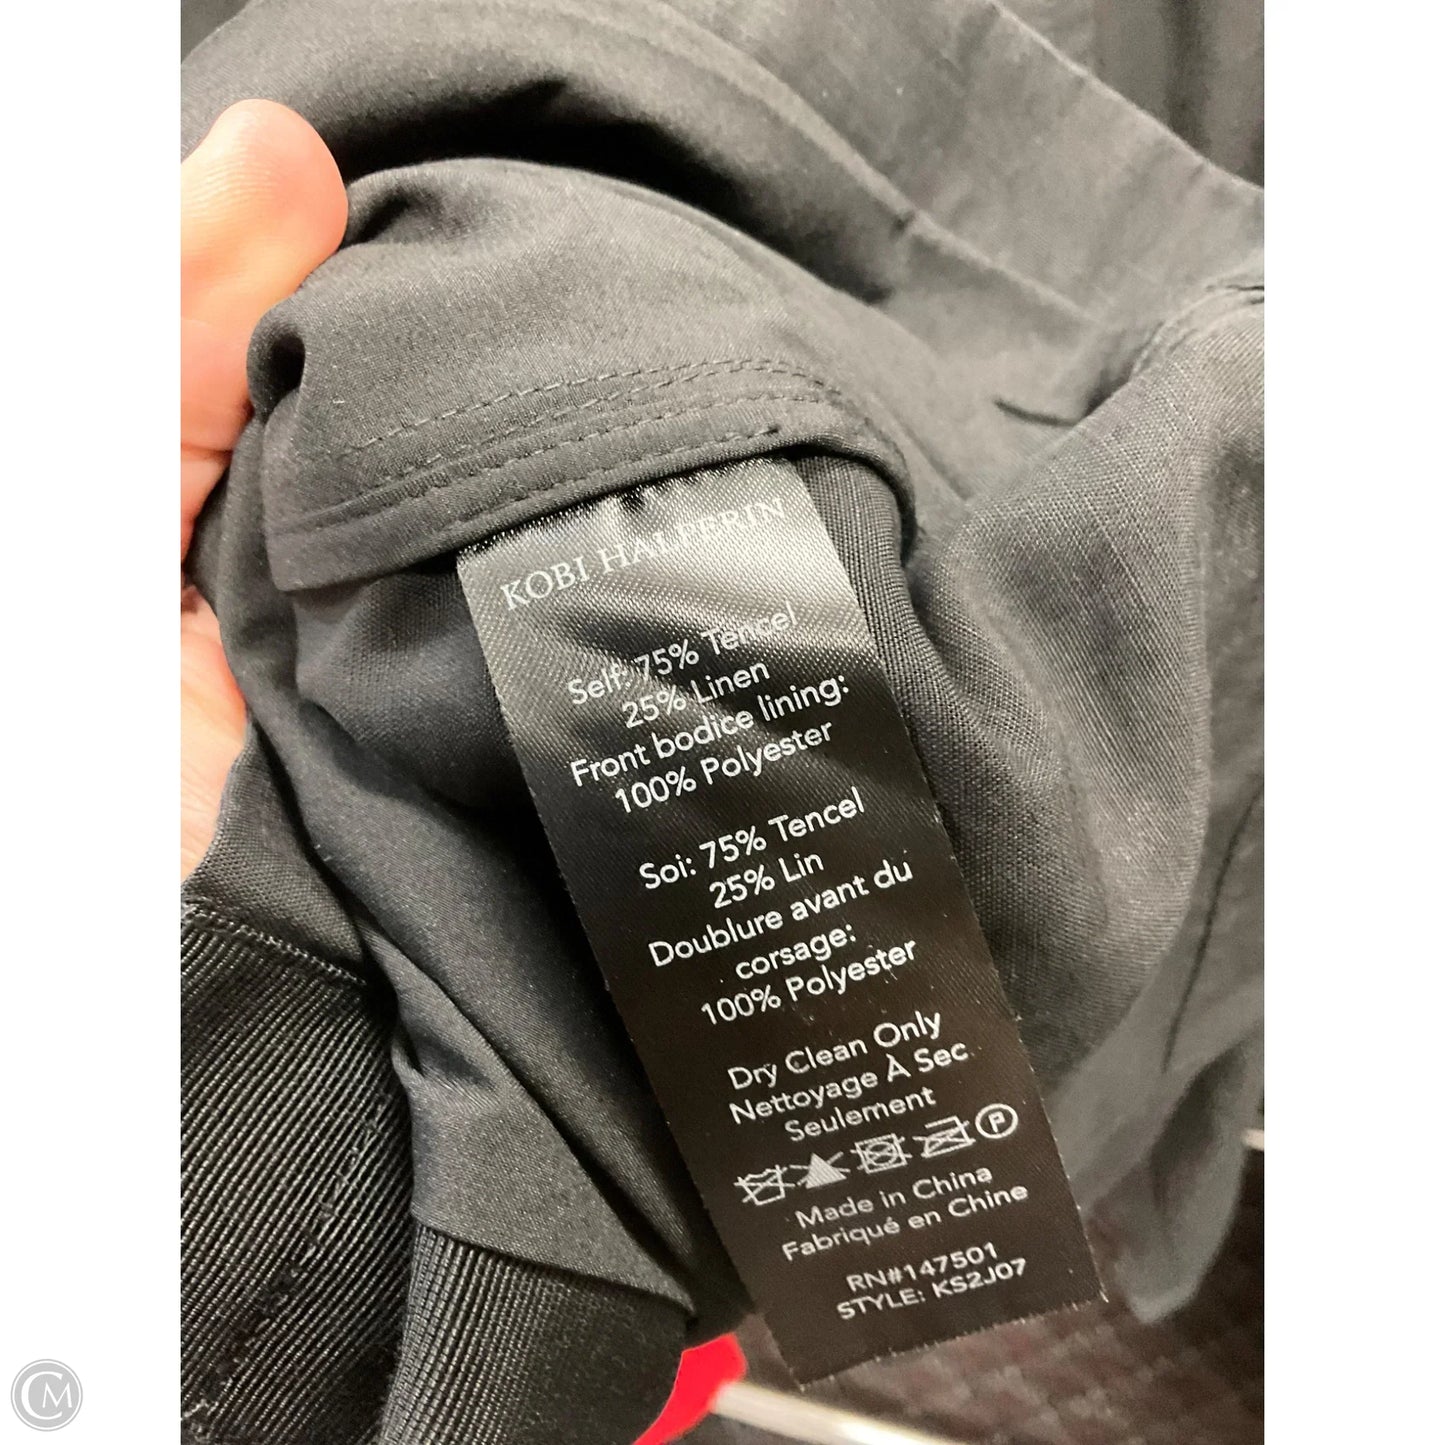 KOBI HALPERIN
Self: 75% Tencel
25% Linen
Front bodice lining:
100% Polyester
Soi: 75% Tencel
25% Lin
Doublure avant du
corsage:
100% Polyester
Dry Clean Only
Nettoyage À Sec
Seulement
P
Made in China
Fabriqué en Chine
RN#147501
STYLE: KS2J07
CM